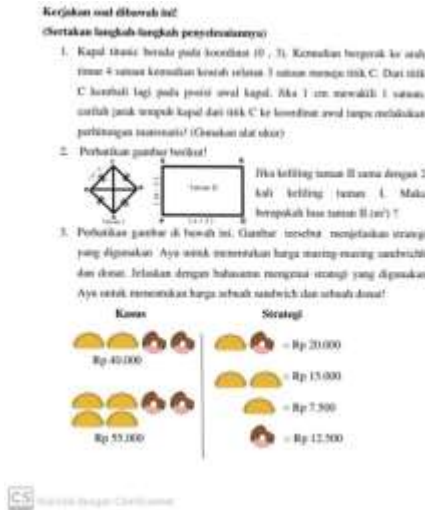 Kerjakan soal dibawah ini!
(Sertakan langkah-langkah penyelesaiannya)
1. Kapal titanic berada pada koordinat (0 , 3). Kemudian bergerak ke arah
timur 4 satuan kemudian kearah selatan 3 satuan menuju titik C. Dari titik
C kembali lagi pada posisi awal kapal. Jika 1 cm mewakili 1 satuan,
carilah jarak tempuh kapal dari titik C ke koordinat awal tanpa melakukan
perhitungan matematis! (Gunakan alat ukur)
2. Perhatikan gambar berikut!
Taman II
Jika keliling taman II sama dengan 2
kali keliling taman I. Maka
berapakah luas taman II (m²) ?
3. Perhatikan gambar di bawah ini. Gambar tersebut menjelaskan strategi
yang digunakan Ayu untuk menentukan harga masing-masing sandwich
dan donat. Jelaskan dengan bahasamu mengenai strategi yang digunakan
Ayu untuk menentukan harga sebuah sandwich dan sebuah donat!
Kasus Strategi
= Rp 20.000
Rp 40.000
= Rp 15.000
= Rp 7.500
Rp 55.000
= Rp 12.500
CS